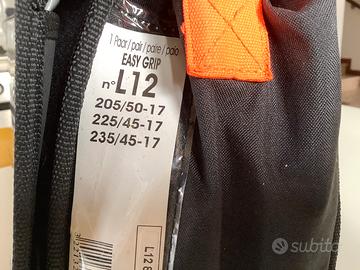 1 Paar/pair/paire/paio
EASY GRIP
n° L12
205/50-17
225/45-17
235/45-17
L12
subito